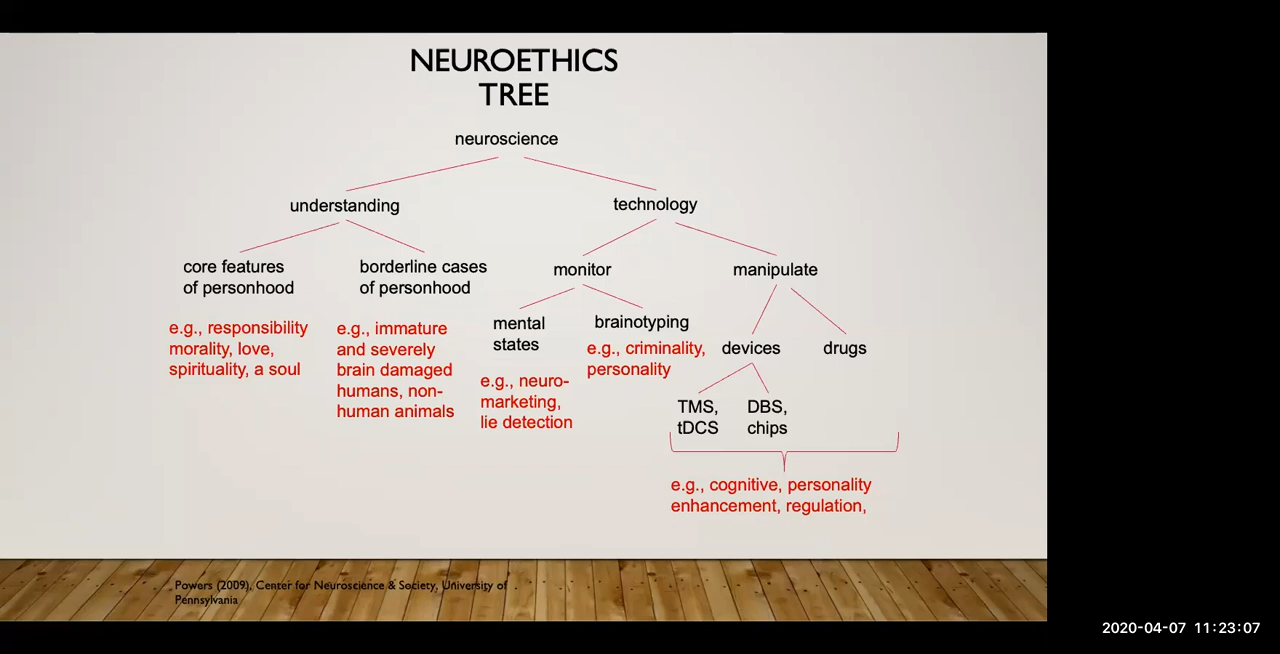 NEUROETHICS
TREE
neuroscience
understanding
technology
core features
of personhood
borderline cases
of personhood
monitor
manipulate
e.g., responsibility
morality, love,
spirituality, a soul
e.g., immature
and severely
brain damaged
humans, non-
human animals
mental
states
e.g., neuro-
marketing,
lie detection
brainotyping
e.g., criminality,
personality
devices
drugs
TMS,
tDCS
DBS,
chips
e.g., cognitive, personality
enhancement, regulation,
Powers (2009), Center for Neuroscience & Society, University of
Pennsylvania
2020-04-07 11:23:07